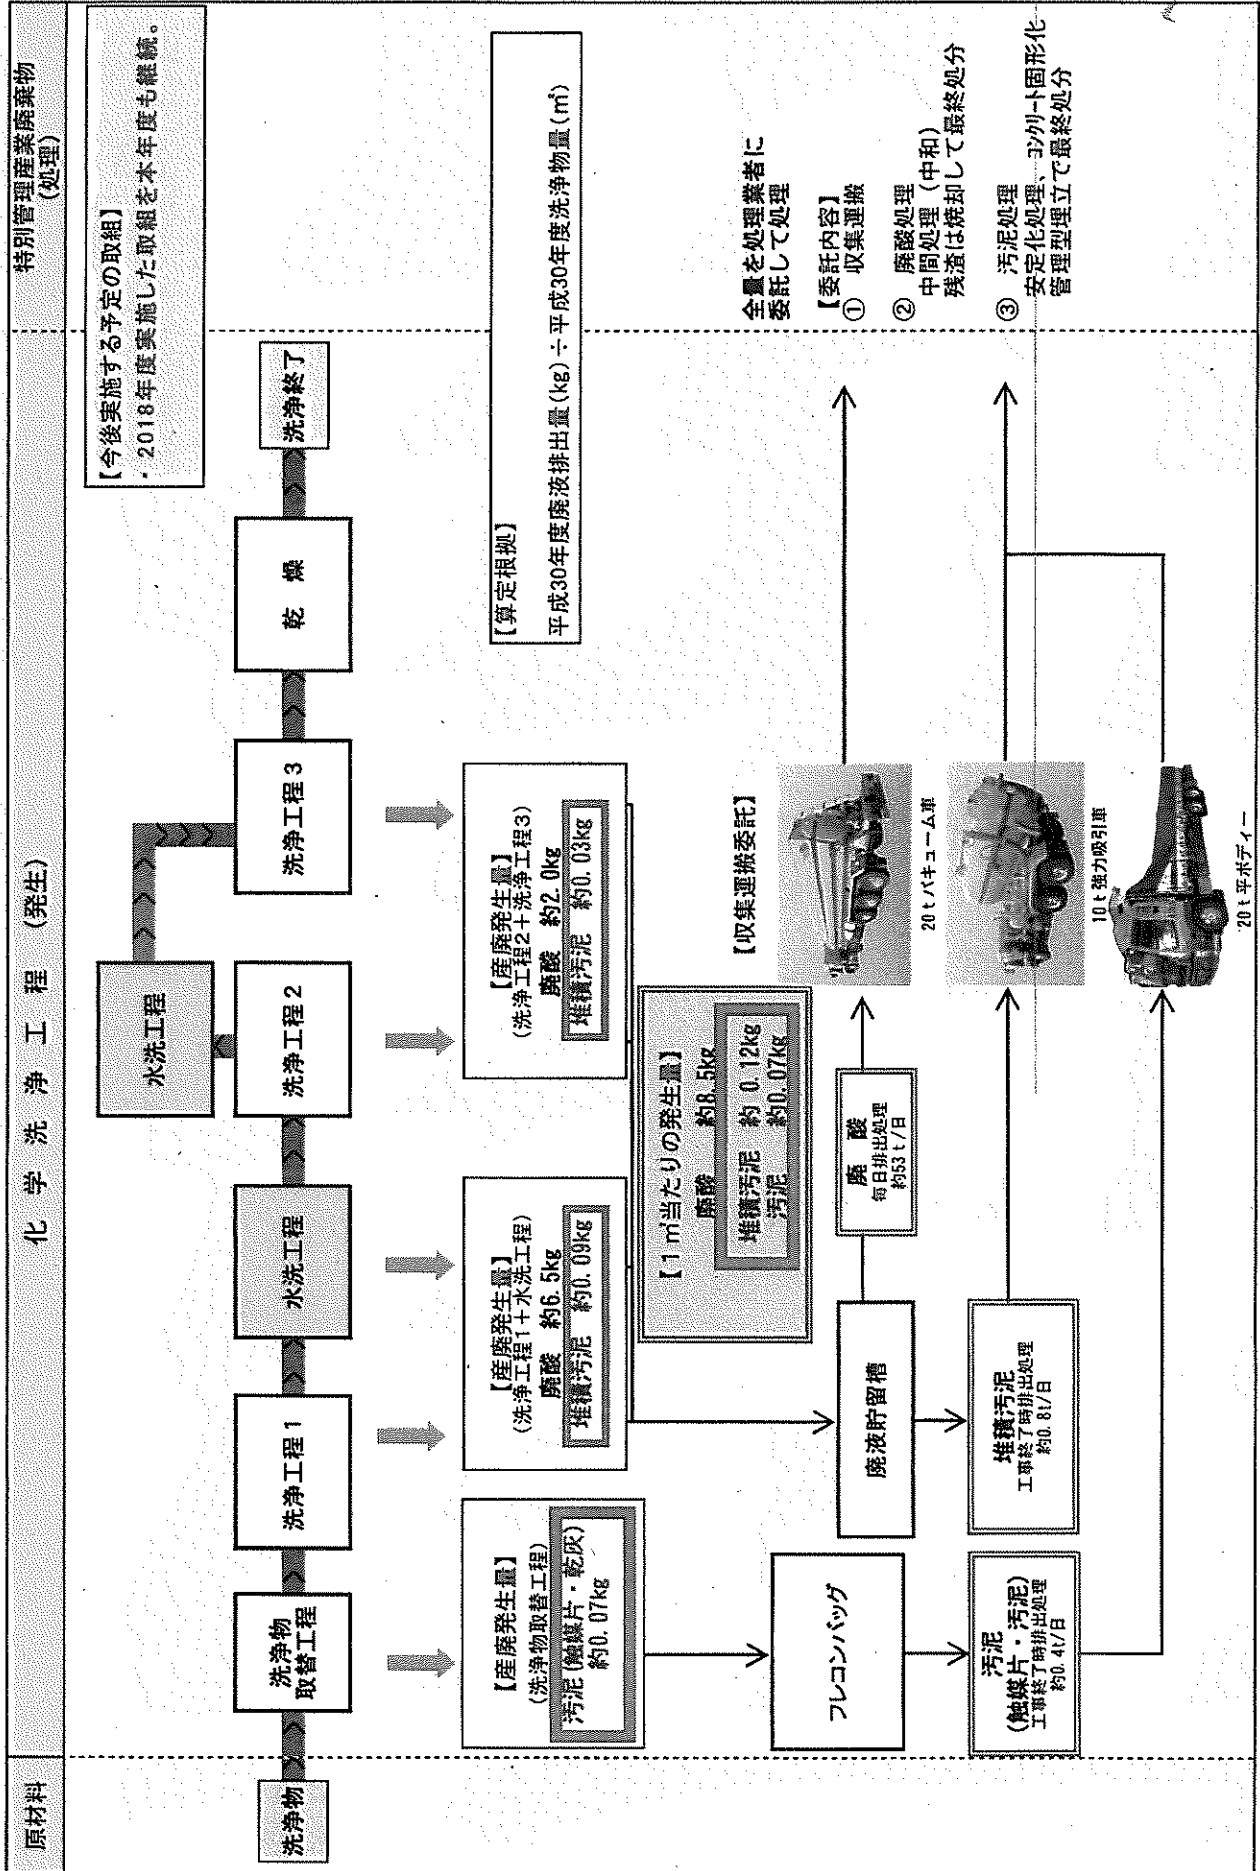 原材料
化学洗浄工程 (発生)
特別管理産業廃棄物
(処理)
【今後実施する予定の取組】
・2018年度実施した取組を本年度も継続。
洗浄物
洗浄物
取替工程
洗浄工程1
水洗工程
洗浄工程2
水洗工程
洗浄工程3
乾 燥
洗浄終了
【産廃発生量】
(洗浄物取替工程)
汚泥(触媒片・乾灰)
約0.07kg
【産廃発生量】
(洗浄工程1+水洗工程)
廃酸 約6.5kg
堆積汚泥 約0.09kg
【産廃発生量】
(洗浄工程2+洗浄工程3)
廃酸 約2.0kg
堆積汚泥 約0.03kg
【算定根拠】
平成30年度廃液排出量(kg)÷平成30年度洗浄物量(㎥)
【1㎥当たりの発生量】
廃酸 約8.5kg
堆積汚泥 約 0.12kg
汚泥 約0.07kg
フレコンバッグ
廃液貯留槽
廃 酸
毎日排出処理
約53t/日
汚泥
(触媒片・汚泥)
工事終了時排出処理
約0.4t/日
堆積汚泥
工事終了時排出処理
約0.8t/日
【収集運搬委託】
20tバキューム車
10t強力吸引車
20t平ボディー
全量を処理業者に
委託して処理
【委託内容】
① 収集運搬
② 廃酸処理
中間処理(中和)
残渣は焼却して最終処分
③ 汚泥処理
安定化処理、コンクリート固形化
管理型埋立で最終処分